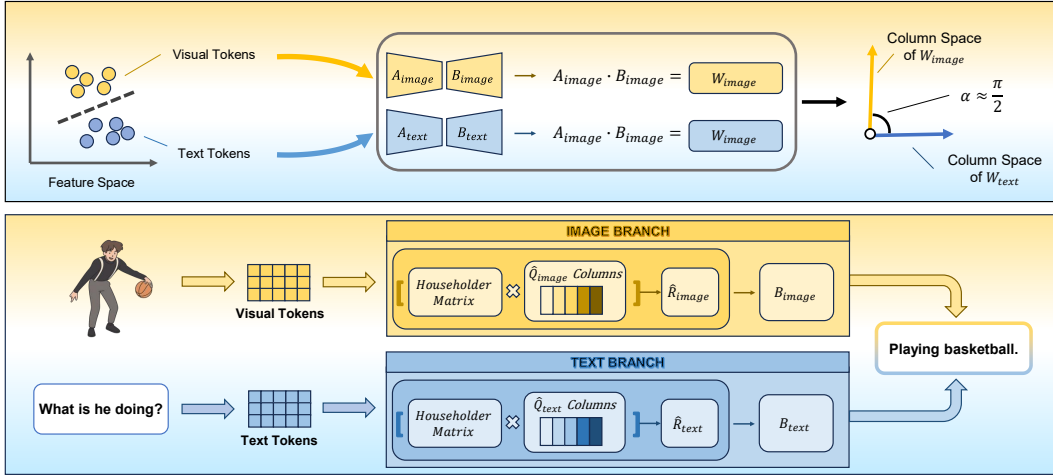 Visual Tokens
Text Tokens
Feature Space
A_image B_image
A_image · B_image = W_image
A_text B_text
A_image · B_image = W_image
Column Space
of W_image
α ≈ π/2
Column Space
of W_text
IMAGE BRANCH
Visual Tokens
[ Householder
Matrix
×
Q̂_image Columns
]
R̂_image
B_image
Playing basketball.
TEXT BRANCH
What is he doing?
Text Tokens
[ Householder
Matrix
×
Q̂_text Columns
]
R̂_text
B_text